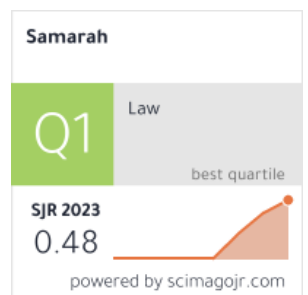 Samarah
Q1
Law
best quartile
SJR 2023
0.48
powered by scimagojr.com